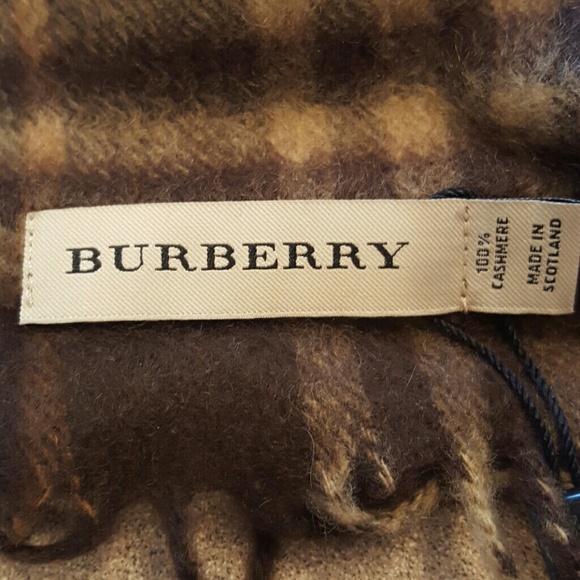 BURBERRY
100%
CASHMERE
MADE IN
SCOTLAND